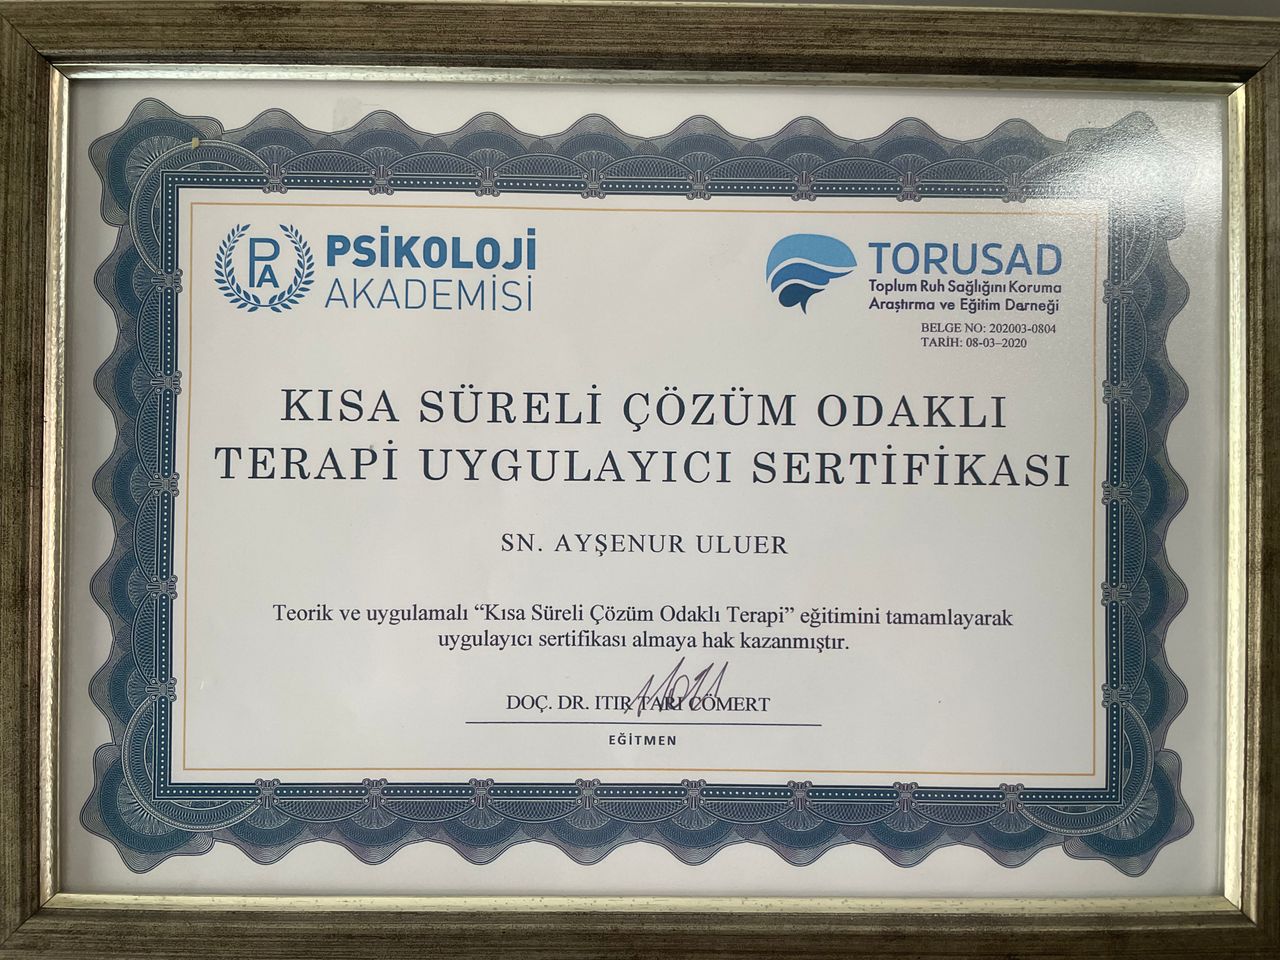 PA
PSİKOLOJİ
AKADEMİSİ
TORUSAD
Toplum Ruh Sağlığını Koruma
Araştırma ve Eğitim Derneği
BELGE NO: 202003-0804
TARİH: 08-03-2020
KISA SÜRELİ ÇÖZÜM ODAKLI
TERAPİ UYGULAYICI SERTİFİKASI
SN. AYŞENUR ULUER
Teorik ve uygulamalı “Kısa Süreli Çözüm Odaklı Terapi” eğitimini tamamlayarak
uygulayıcı sertifikası almaya hak kazanmıştır.
DOÇ. DR. ITIR TARI CÖMERT
EĞİTMEN